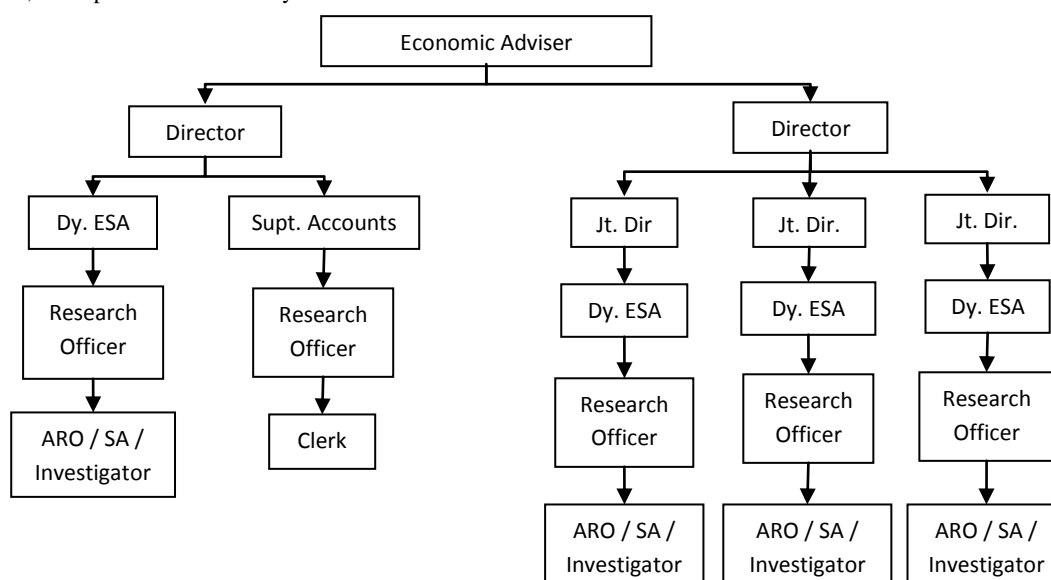 Economic Adviser
Director
Director
Dy. ESA
Supt. Accounts
Jt. Dir
Jt. Dir.
Jt. Dir.
Research
Officer
Research
Officer
Dy. ESA
Dy. ESA
Dy. ESA
ARO / SA /
Investigator
Clerk
Research
Officer
Research
Officer
Research
Officer
ARO / SA /
Investigator
ARO / SA /
Investigator
ARO / SA /
Investigator